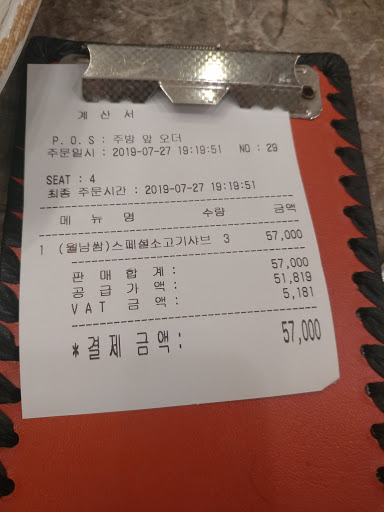 계 산 서
P.O.S : 주방 앞 오더
주문일시 : 2019-07-27 19:19:51 NO : 29
SEAT : 4
최종 주문시간 : 2019-07-27 19:19:51
메 뉴 명 수량 금액
1 (월남쌈)스페셜소고기샤브 3 57,000
판 매 합 계 : 57,000
공 급 가 액 : 51,819
V A T 금 액 : 5,181
*결 제 금 액 : 57,000